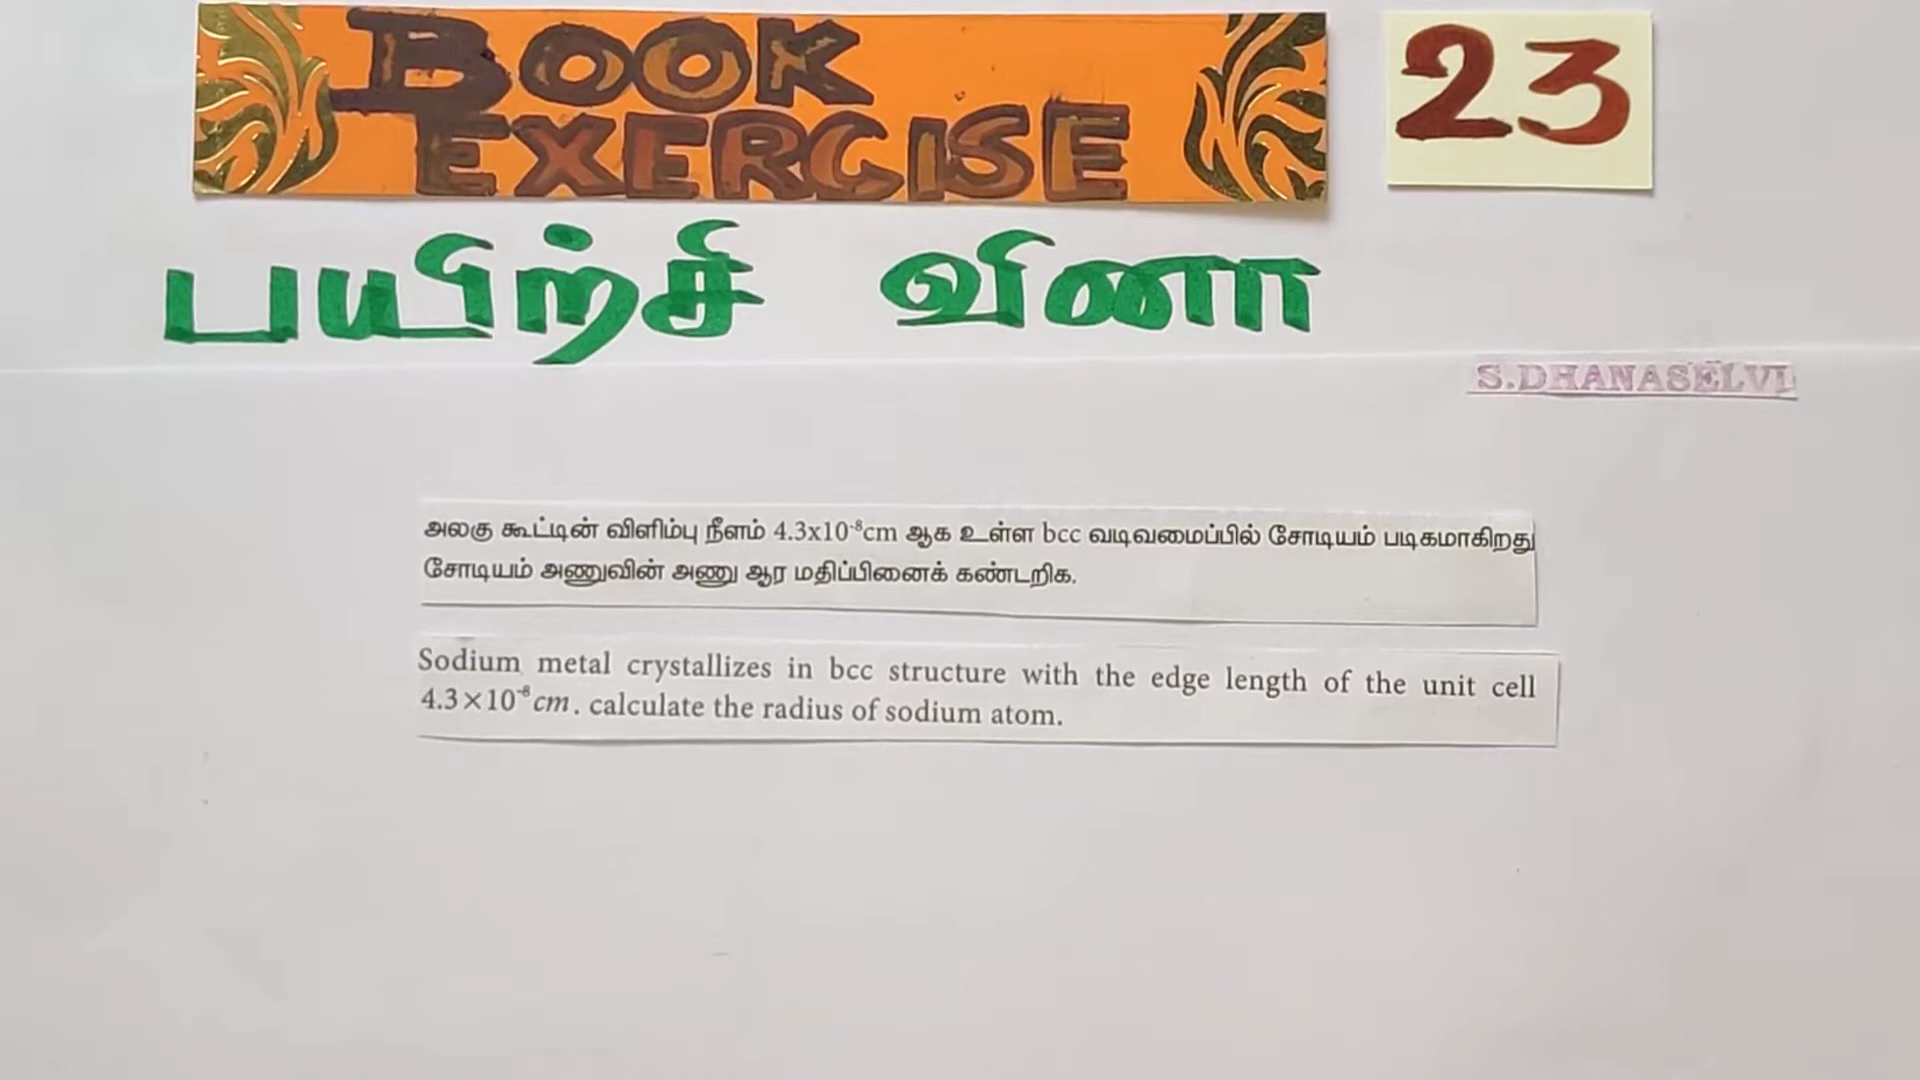 BOOK
EXERCISE
23
பயிற்சி வினா
S.DHANASELVI
அலகு கூட்டின் விளிம்பு நீளம் 4.3x10⁻⁸cm ஆக உள்ள bcc வடிவமைப்பில் சோடியம் படிகமாகிறது
சோடியம் அணுவின் அணு ஆர மதிப்பினைக் கண்டறிக.
Sodium metal crystallizes in bcc structure with the edge length of the unit cell
4.3×10⁻⁸cm. calculate the radius of sodium atom.